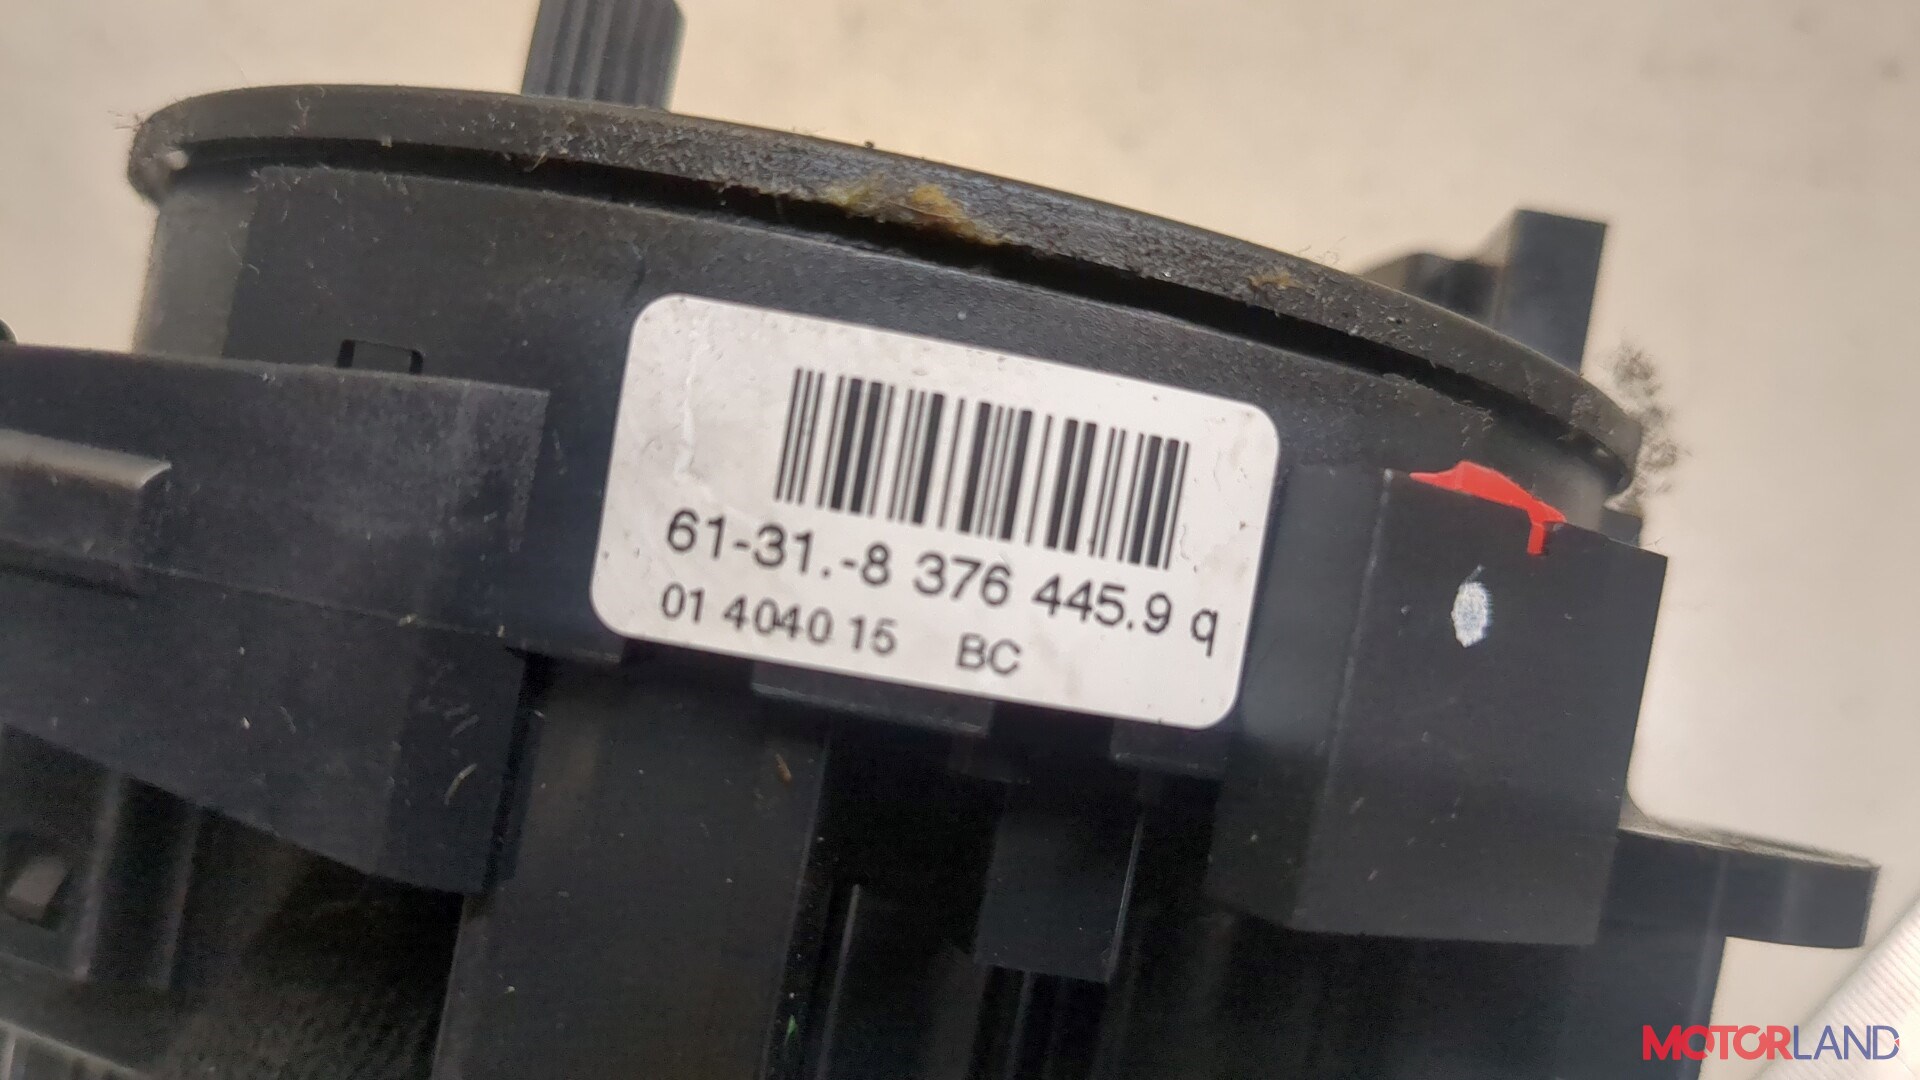 61-31.-8 376 445.9 q
01 4040 15 BC
MOTORLAND